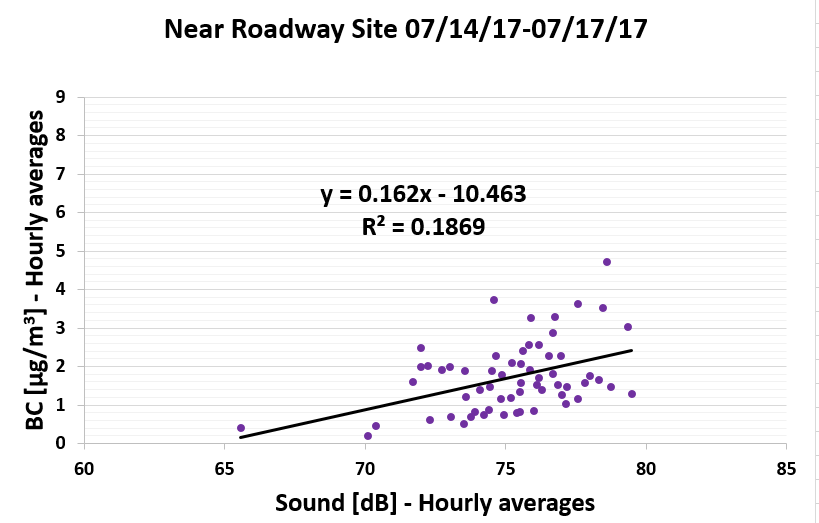 Near Roadway Site 07/14/17-07/17/17
BC [µg/m³] - Hourly averages
9
8
7
6
5
4
3
2
1
0
y = 0.162x - 10.463
R² = 0.1869
60 65 70 75 80 85
Sound [dB] - Hourly averages